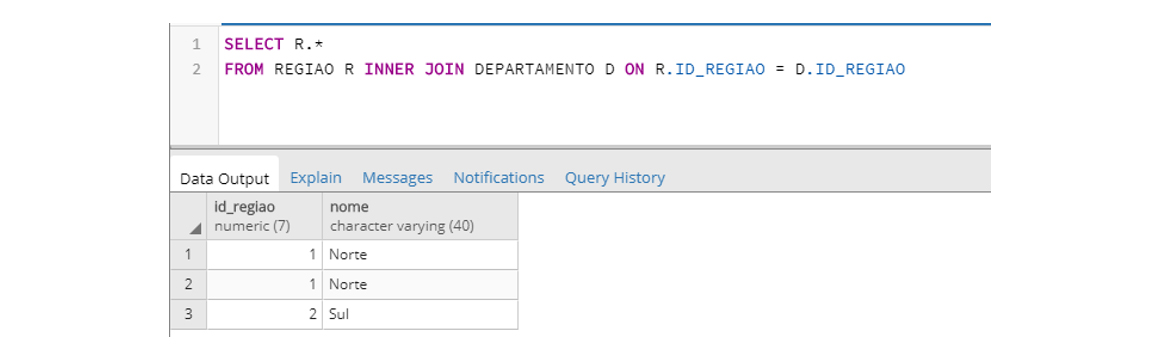 1 SELECT R.*
2 FROM REGIAO R INNER JOIN DEPARTAMENTO D ON R.ID_REGIAO = D.ID_REGIAO
Data Output Explain Messages Notifications Query History
id_regiao nome
numeric (7) character varying (40)
1 1 Norte
2 1 Norte
3 2 Sul